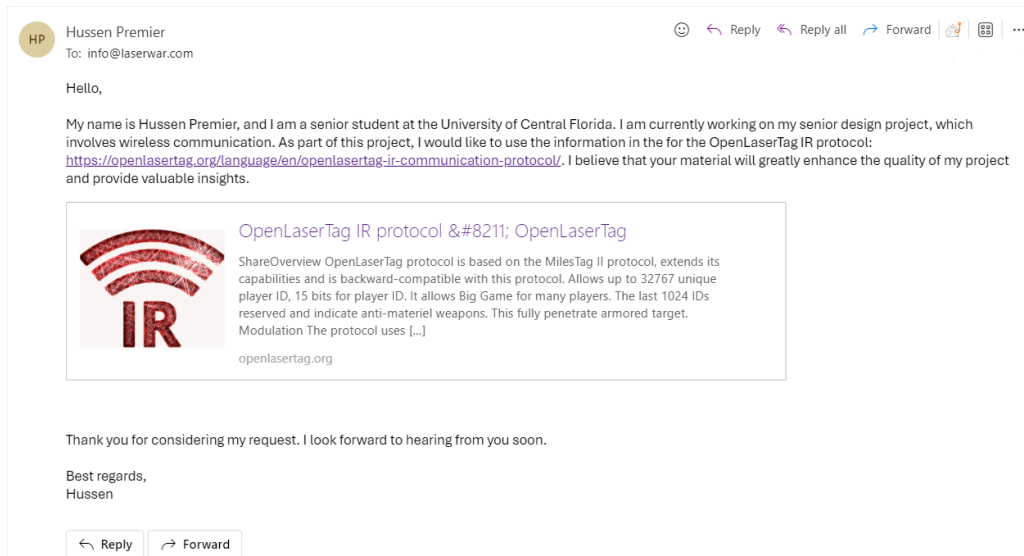 HP
Hussen Premier
Reply
Reply all
Forward
To: info@laserwar.com
Hello,
My name is Hussen Premier, and I am a senior student at the University of Central Florida. I am currently working on my senior design project, which
involves wireless communication. As part of this project, I would like to use the information in the for the OpenLaserTag IR protocol:
https://openlasertag.org/language/en/openlasertag-ir-communication-protocol/. I believe that your material will greatly enhance the quality of my project
and provide valuable insights.
IR
OpenLaserTag IR protocol &#8211; OpenLaserTag
ShareOverview OpenLaserTag protocol is based on the MilesTag II protocol, extends its
capabilities and is backward-compatible with this protocol. Allows up to 32767 unique
player ID, 15 bits for player ID. It allows Big Game for many players. The last 1024 IDs
reserved and indicate anti-materiel weapons. This fully penetrate armored target.
Modulation The protocol uses [...]
openlasertag.org
Thank you for considering my request. I look forward to hearing from you soon.
Best regards,
Hussen
Reply
Forward